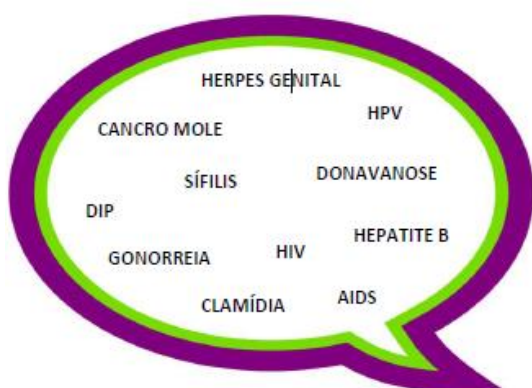 HERPES GENITAL
HPV
CANCRO MOLE
DONAVANOSE
SÍFILIS
DIP
HEPATITE B
HIV
GONORREIA
AIDS
CLAMÍDIA